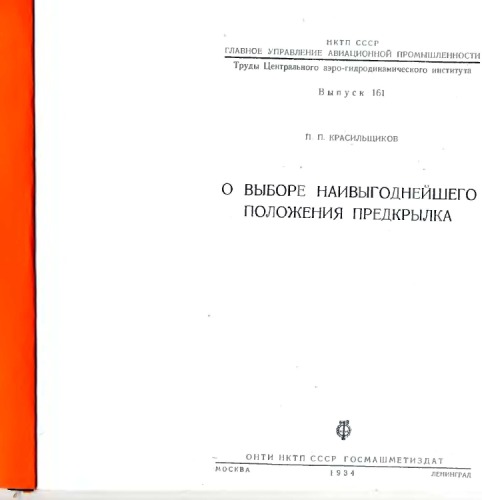 НКТП СССР
ГЛАВНОЕ УПРАВЛЕНИЕ АВИАЦИОННОЙ ПРОМЫШЛЕННОСТИ
Труды Центрального аэро-гидродинамического института
Выпуск 161
П. П. КРАСИЛЬЩИКОВ
О ВЫБОРЕ НАИВЫГОДНЕЙШЕГО
ПОЛОЖЕНИЯ ПРЕДКРЫЛКА
ОНТИ НКТП СССР ГОСМАШМЕТИЗДАТ
МОСКВА 1934 ЛЕНИНГРАД